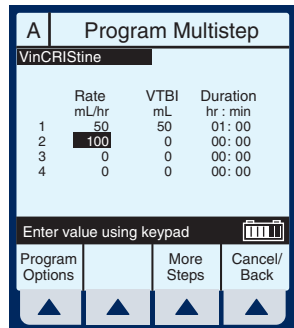 A Program Multistep
VinCRIStine
Rate VTBI Duration
mL/hr mL hr : min
1 50 50 01: 00
2 100 0 00: 00
3 0 0 00: 00
4 0 0 00: 00
Enter value using keypad
Program More Cancel/
Options Steps Back